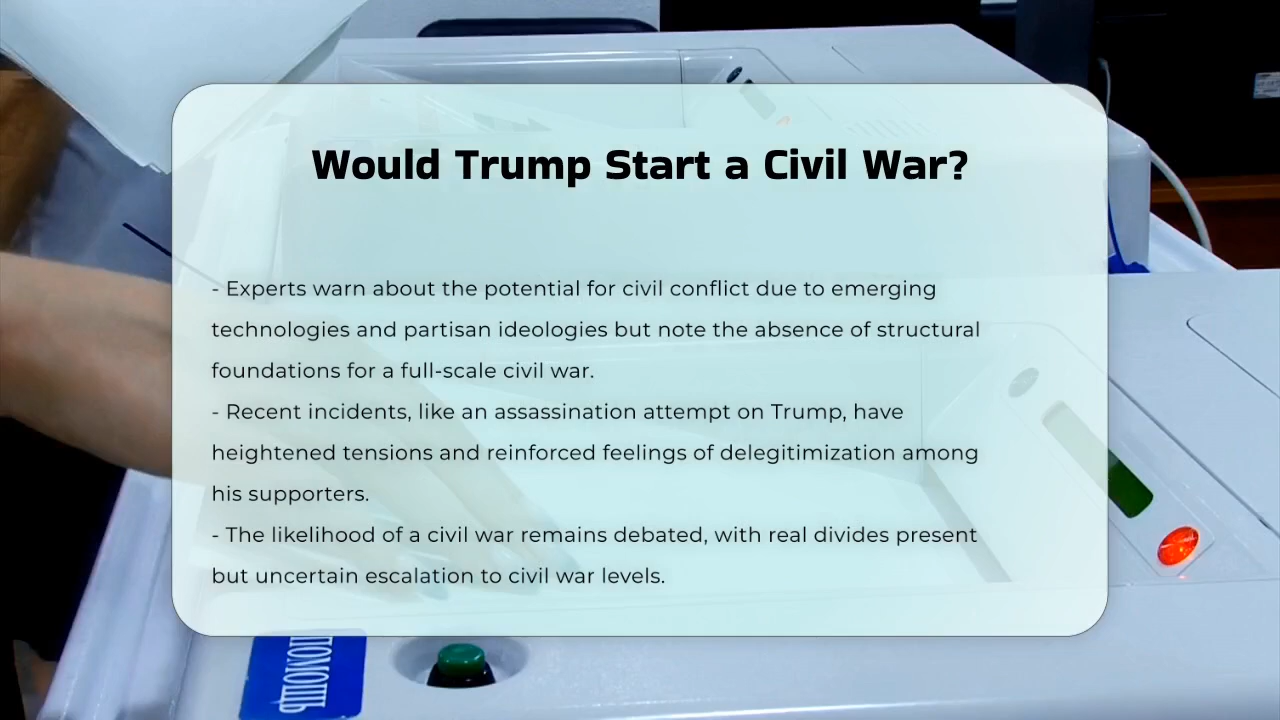 Would Trump Start a Civil War?
- Experts warn about the potential for civil conflict due to emerging
technologies and partisan ideologies but note the absence of structural
foundations for a full-scale civil war.
- Recent incidents, like an assassination attempt on Trump, have
heightened tensions and reinforced feelings of delegitimization among
his supporters.
- The likelihood of a civil war remains debated, with real divides present
but uncertain escalation to civil war levels.
ПОМОЩЬ